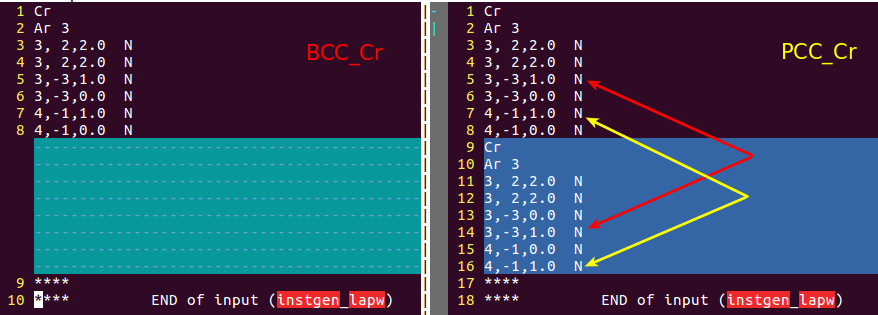 1 Cr
2 Ar 3
3 3, 2,2.0  N
4 3, 2,2.0  N
5 3,-3,1.0  N
6 3,-3,0.0  N
7 4,-1,1.0  N
8 4,-1,0.0  N
9 ****
10 ****          END of input (instgen_lapw)
BCC_Cr
1 Cr
2 Ar 3
3 3, 2,2.0  N
4 3, 2,2.0  N
5 3,-3,1.0  N
6 3,-3,0.0  N
7 4,-1,1.0  N
8 4,-1,0.0  N
9 Cr
10 Ar 3
11 3, 2,2.0  N
12 3, 2,2.0  N
13 3,-3,0.0  N
14 3,-3,1.0  N
15 4,-1,0.0  N
16 4,-1,1.0  N
17 ****
18 ****          END of input (instgen_lapw)
PCC_Cr